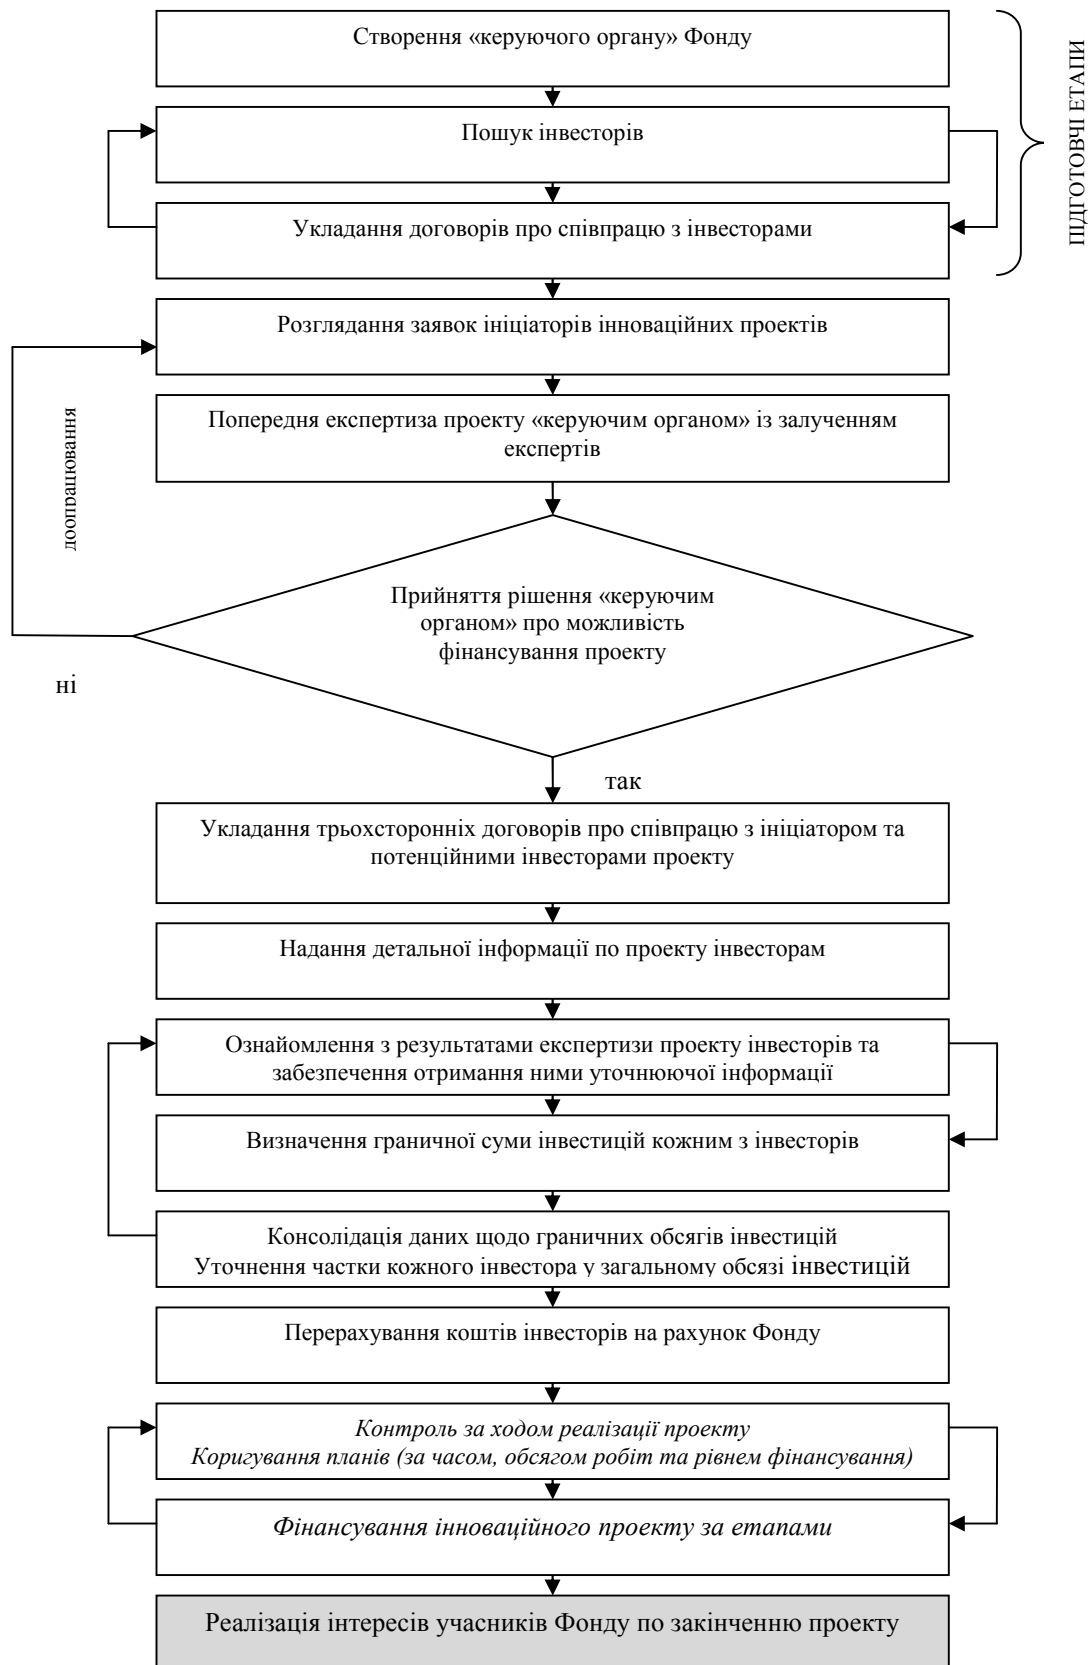 Створення «керуючого органу» Фонду
ПІДГОТОВЧІ ЕТАПИ
Пошук інвесторів
Укладання договорів про співпрацю з інвесторами
Розглядання заявок ініціаторів інноваційних проектів
Попередня експертиза проекту «керуючим органом» із залученням
експертів
доопрацювання
Прийняття рішення «керуючим
органом» про можливість
фінансування проекту
ні
так
Укладання трьохсторонніх договорів про співпрацю з ініціатором та
потенційними інвесторами проекту
Надання детальної інформації по проекту інвесторам
Ознайомлення з результатами експертизи проекту інвесторів та
забезпечення отримання ними уточнюючої інформації
Визначення граничної суми інвестицій кожним з інвесторів
Консолідація даних щодо граничних обсягів інвестицій
Уточнення частки кожного інвестора у загальному обсязі інвестицій
Перерахування коштів інвесторів на рахунок Фонду
Контроль за ходом реалізації проекту
Коригування планів (за часом, обсягом робіт та рівнем фінансування)
Фінансування інноваційного проекту за етапами
Реалізація інтересів учасників Фонду по закінченню проекту